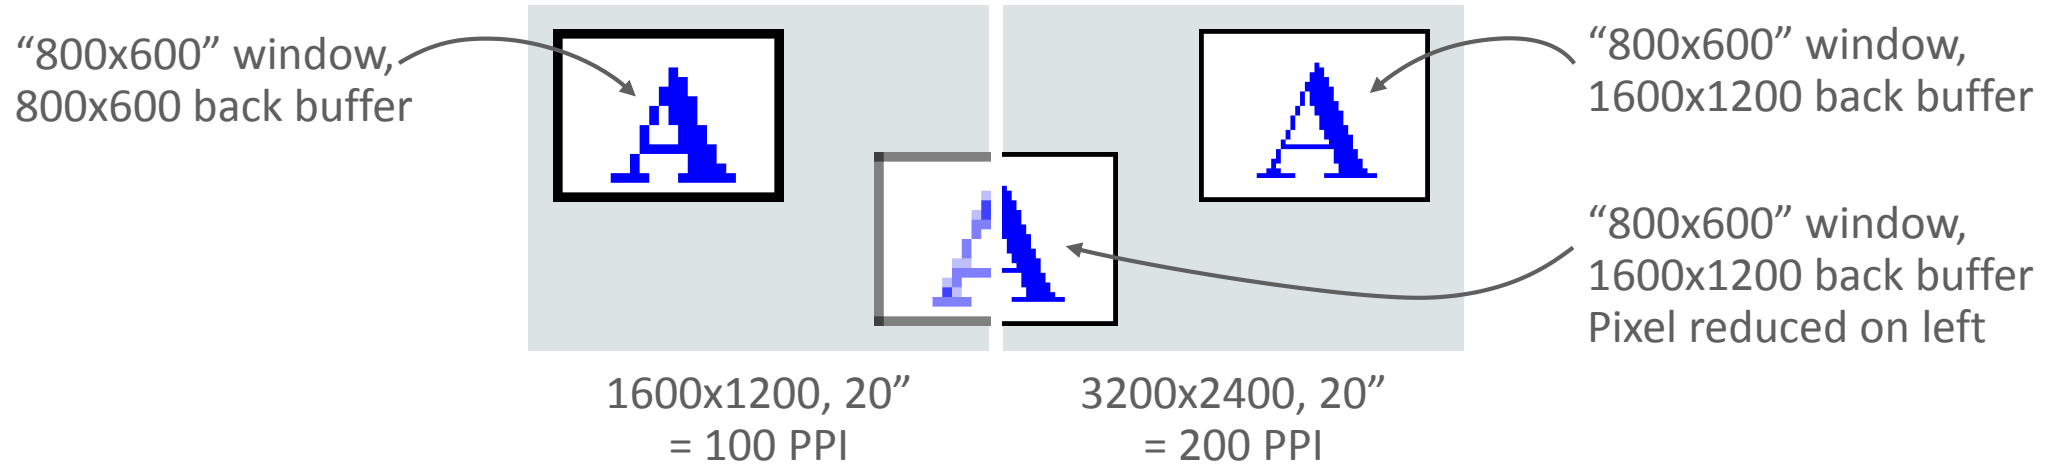 “800x600” window,
800x600 back buffer
A
A
A
“800x600” window,
1600x1200 back buffer
“800x600” window,
1600x1200 back buffer
Pixel reduced on left
1600x1200, 20”
= 100 PPI
3200x2400, 20”
= 200 PPI